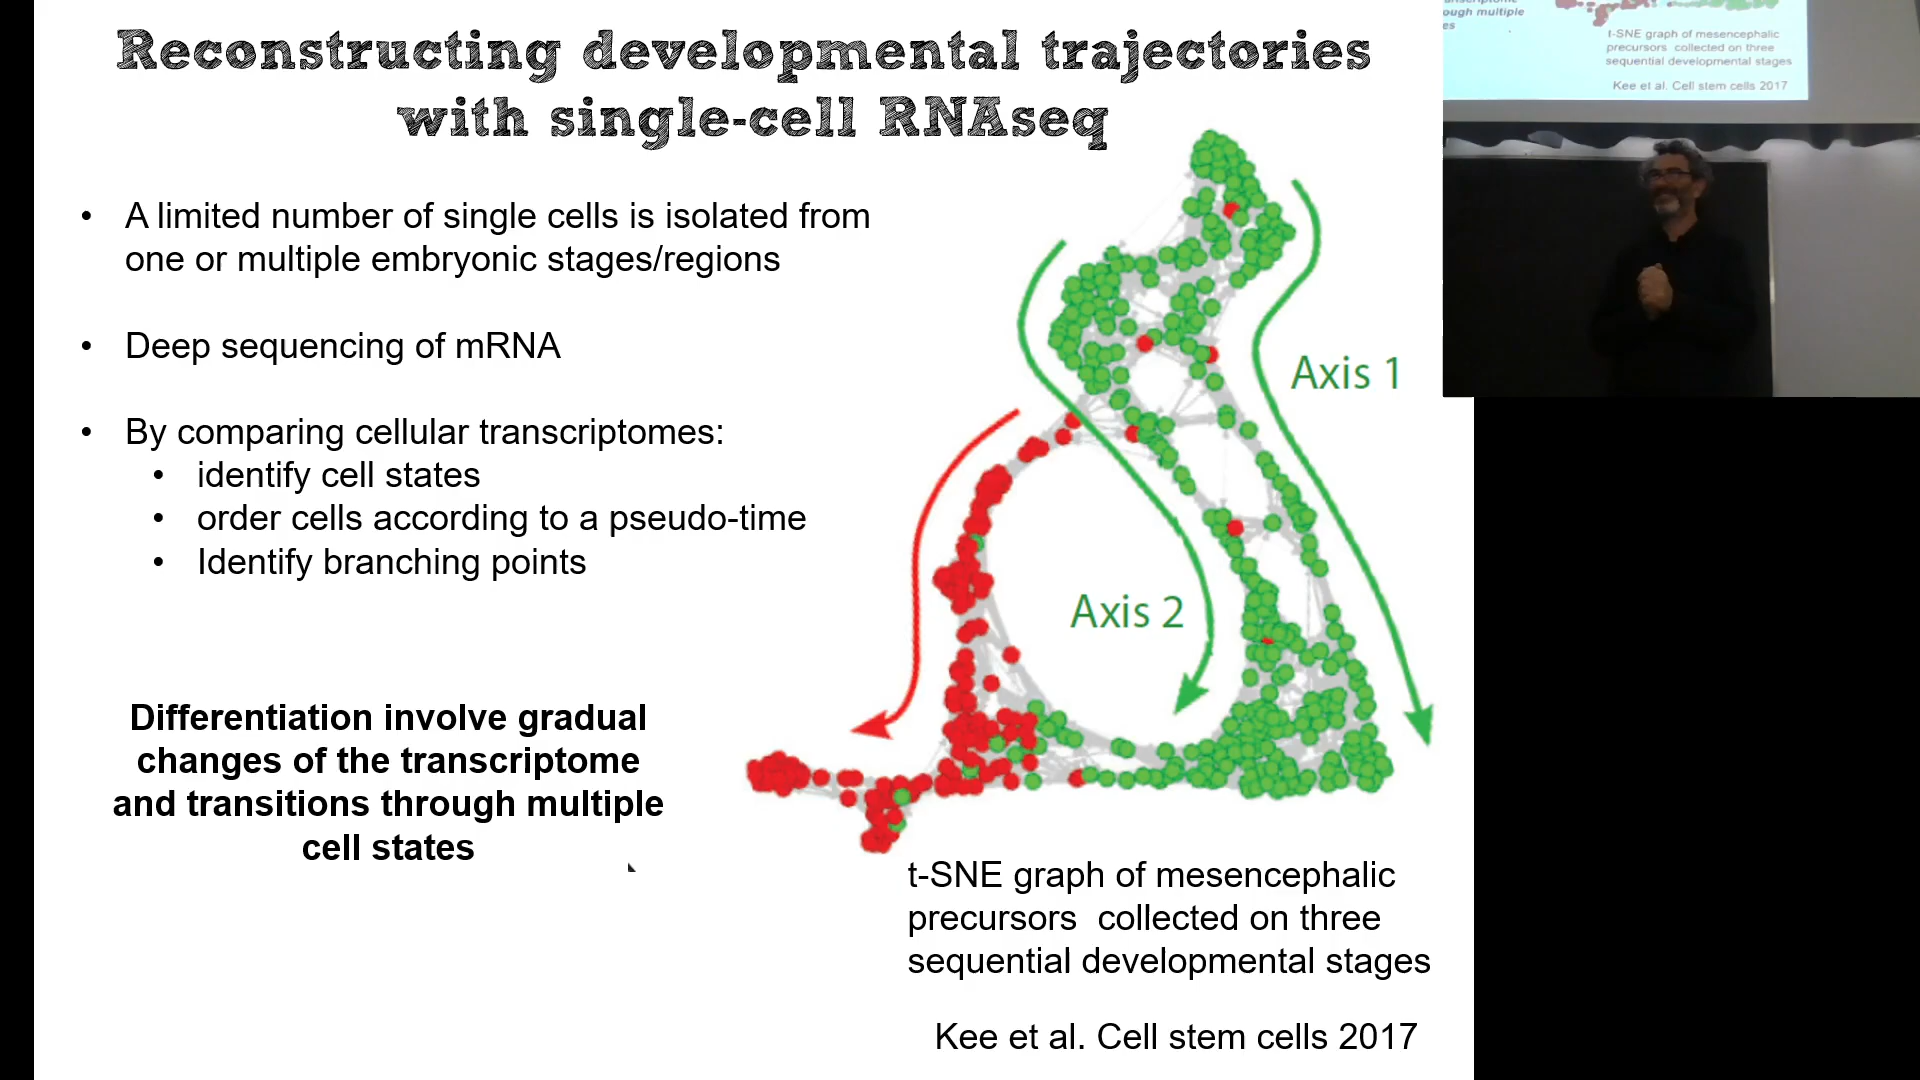 Reconstructing developmental trajectories
with single-cell RNAseq
• A limited number of single cells is isolated from
one or multiple embryonic stages/regions
• Deep sequencing of mRNA
• By comparing cellular transcriptomes:
• identify cell states
• order cells according to a pseudo-time
• Identify branching points
Differentiation involve gradual
changes of the transcriptome
and transitions through multiple
cell states
Axis 1
Axis 2
t-SNE graph of mesencephalic
precursors collected on three
sequential developmental stages
Kee et al. Cell stem cells 2017
ough multiple
es
t-SNE graph of mesencephalic
precursors collected on three
sequential developmental stages
Kee et al. Cell stem cells 2017